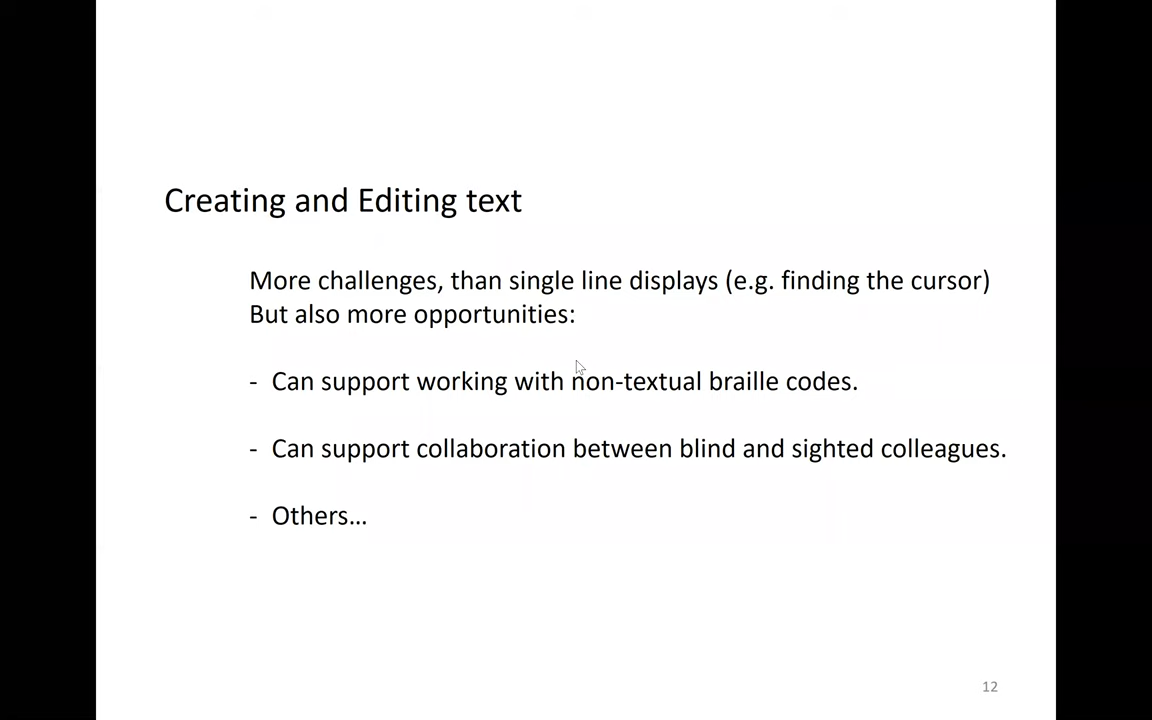 Creating and Editing text
More challenges, than single line displays (e.g. finding the cursor)
But also more opportunities:
- Can support working with non-textual braille codes.
- Can support collaboration between blind and sighted colleagues.
- Others…
12